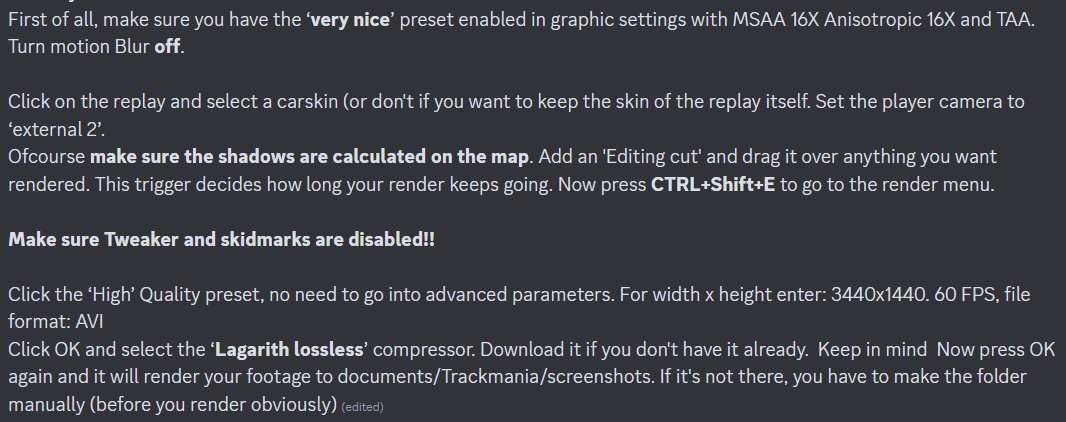 First of all, make sure you have the ‘very nice’ preset enabled in graphic settings with MSAA 16X Anisotropic 16X and TAA.
Turn motion Blur off.
Click on the replay and select a carskin (or don't if you want to keep the skin of the replay itself. Set the player camera to
‘external 2’.
Ofcourse make sure the shadows are calculated on the map. Add an 'Editing cut' and drag it over anything you want
rendered. This trigger decides how long your render keeps going. Now press CTRL+Shift+E to go to the render menu.
Make sure Tweaker and skidmarks are disabled!!
Click the ‘High’ Quality preset, no need to go into advanced parameters. For width x height enter: 3440x1440. 60 FPS, file
format: AVI
Click OK and select the ‘Lagarith lossless’ compressor. Download it if you don't have it already.  Keep in mind  Now press OK
again and it will render your footage to documents/Trackmania/screenshots. If it's not there, you have to make the folder
manually (before you render obviously) (edited)